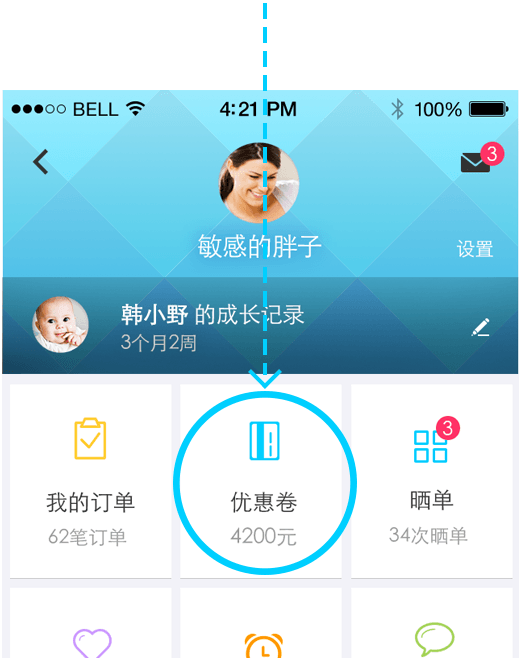 BELL 4:21 PM 100%
3
敏感的胖子
设置
韩小野 的成长记录
3个月2周
3
我的订单 优惠卷 晒单
62笔订单 4200元 34次晒单